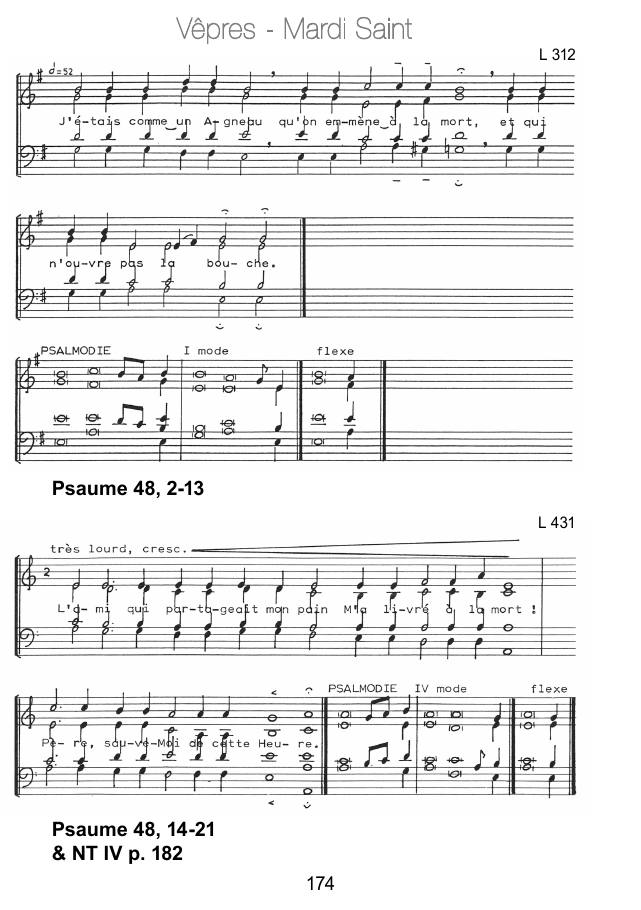 Vêpres - Mardi Saint
L 312
𝅗𝅥=52
J'é-tais comme‿un A-gneau qu'on em-mène‿à la mort, et qui
n'ou-vre pas la bou-che.
PSALMODIE I mode flexe
Psaume 48, 2-13
L 431
très lourd, cresc.
2
L'a-mi qui par-ta-geait mon pain M'a li-vré à la mort !
PSALMODIE IV mode flexe
Pè-re, sau-ve-Moi de cette Heu-re.
Psaume 48, 14-21
& NT IV p. 182
174